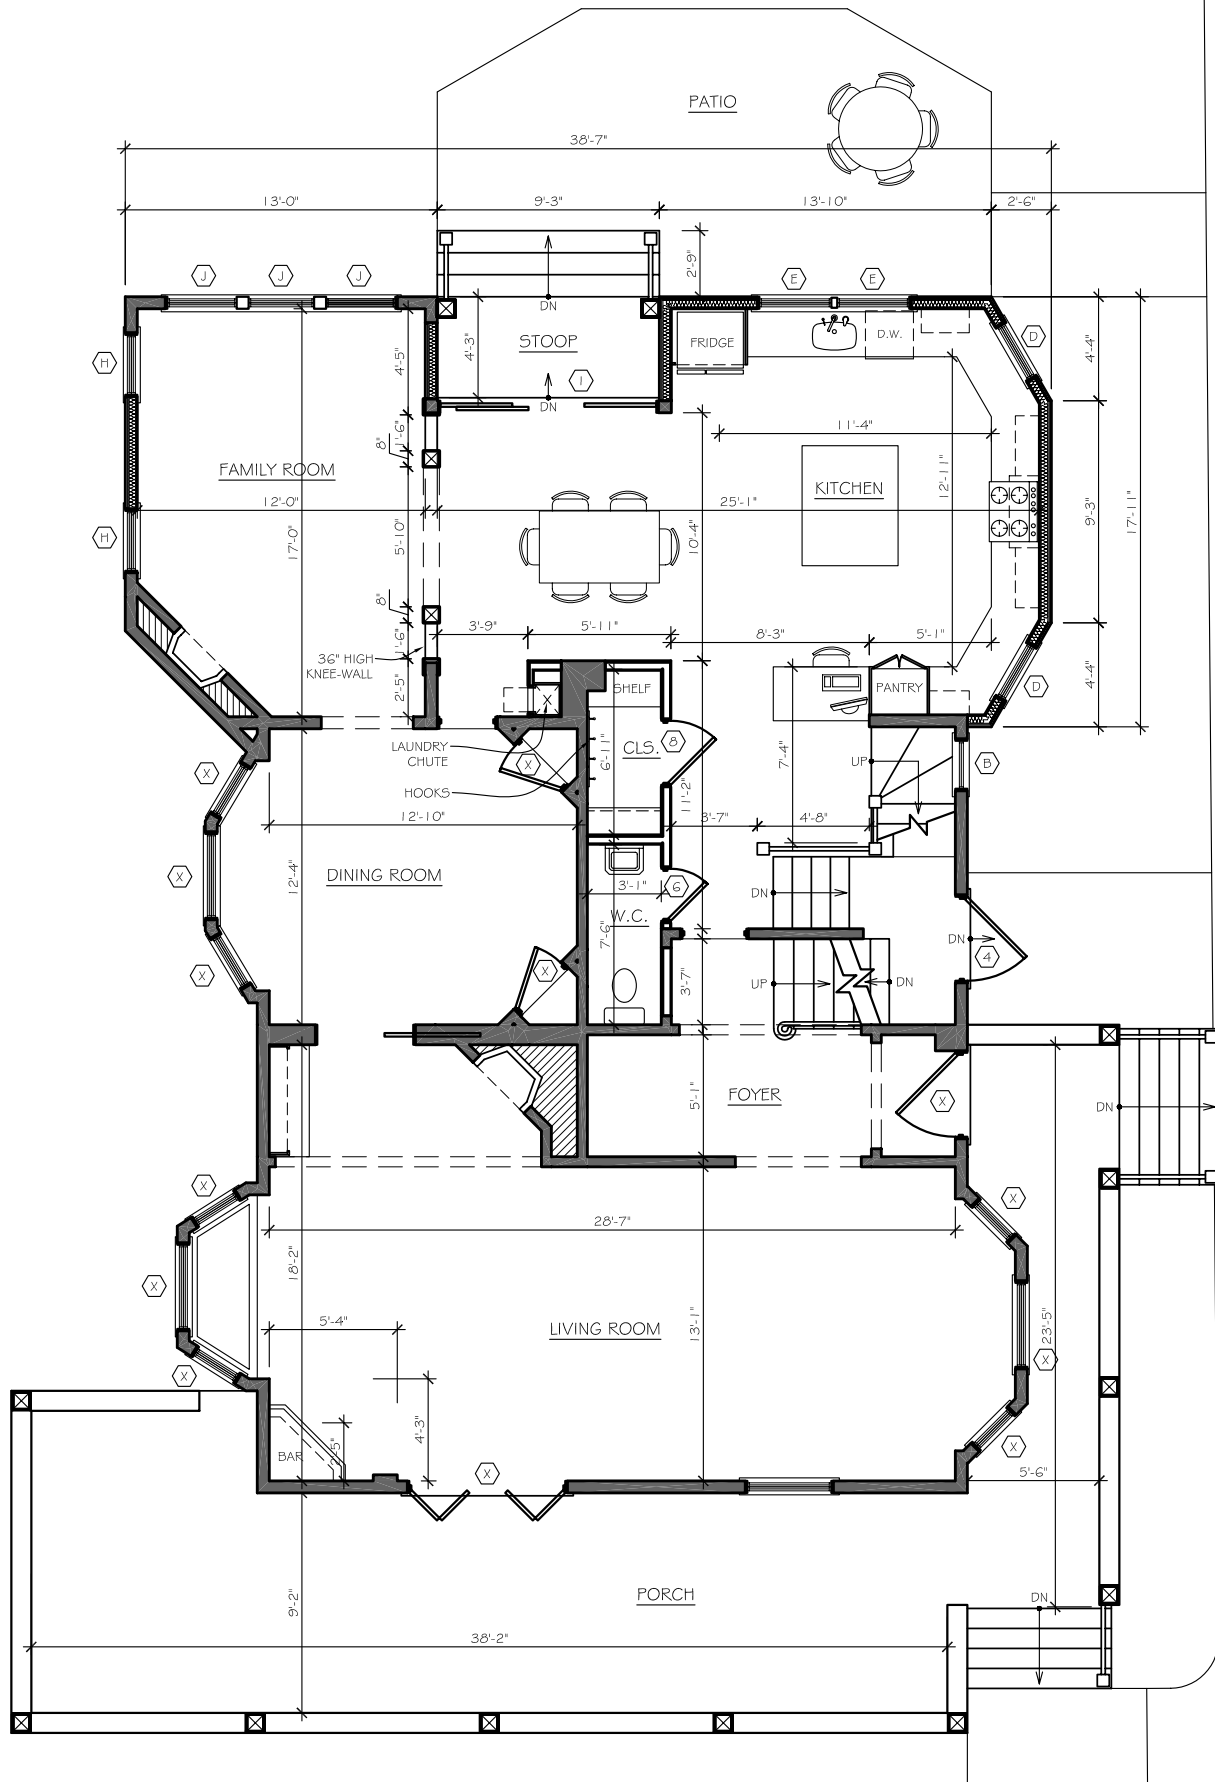 PATIO
38'-7"
13'-0"
9'-3"
13'-10"
2'-6"
2'-9"
J
J
J
E
E
DN
STOOP
4'-3"
FRIDGE
D.W.
D
4'-4"
H
4'-5"
1
DN
1'-6"
8"
11'-4"
FAMILY ROOM
KITCHEN
12'-11"
12'-0"
25'-1"
9'-3"
17'-11"
H
17'-0"
5'-10"
10'-4"
8"
3'-9"
5'-11"
8'-3"
5'-1"
1'-6"
36" HIGH
KNEE-WALL
4'-4"
2'-5"
X
SHELF
PANTRY
D
LAUNDRY
CHUTE
6'-11"
CLS.
8
7'-4"
UP
B
X
X
HOOKS
11'-2"
12'-10"
3'-7"
4'-8"
X
12'-4"
DINING ROOM
3'-1"
6
DN
W.C.
7'-6"
DN
4
X
X
3'-7"
UP
DN
5'-1"
FOYER
X
DN
X
X
28'-7"
18'-2"
X
5'-4"
LIVING ROOM
13'-1"
23'-5"
X
X
4'-3"
BAR
X
X
5'-6"
9'-2"
PORCH
DN
38'-2"